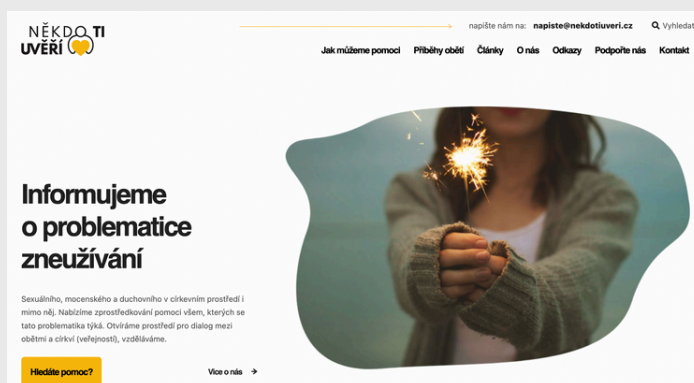 NĚKDO TI
UVĚŘÍ
napište nám na: napiste@nekdotiuveri.cz Vyhledat
Jak můžeme pomoci Příběhy obětí Články O nás Odkazy Podpořte nás Kontakt
Informujeme
o problematice
zneužívání
Sexuálního, mocenského a duchovního v církevním prostředí i
mimo něj. Nabízíme zprostředkování pomoci všem, kterých se
tato problematika týká. Otvíráme prostředí pro dialog mezi
obětmi a církví (veřejností), vzděláváme.
Hledáte pomoc? Více o nás